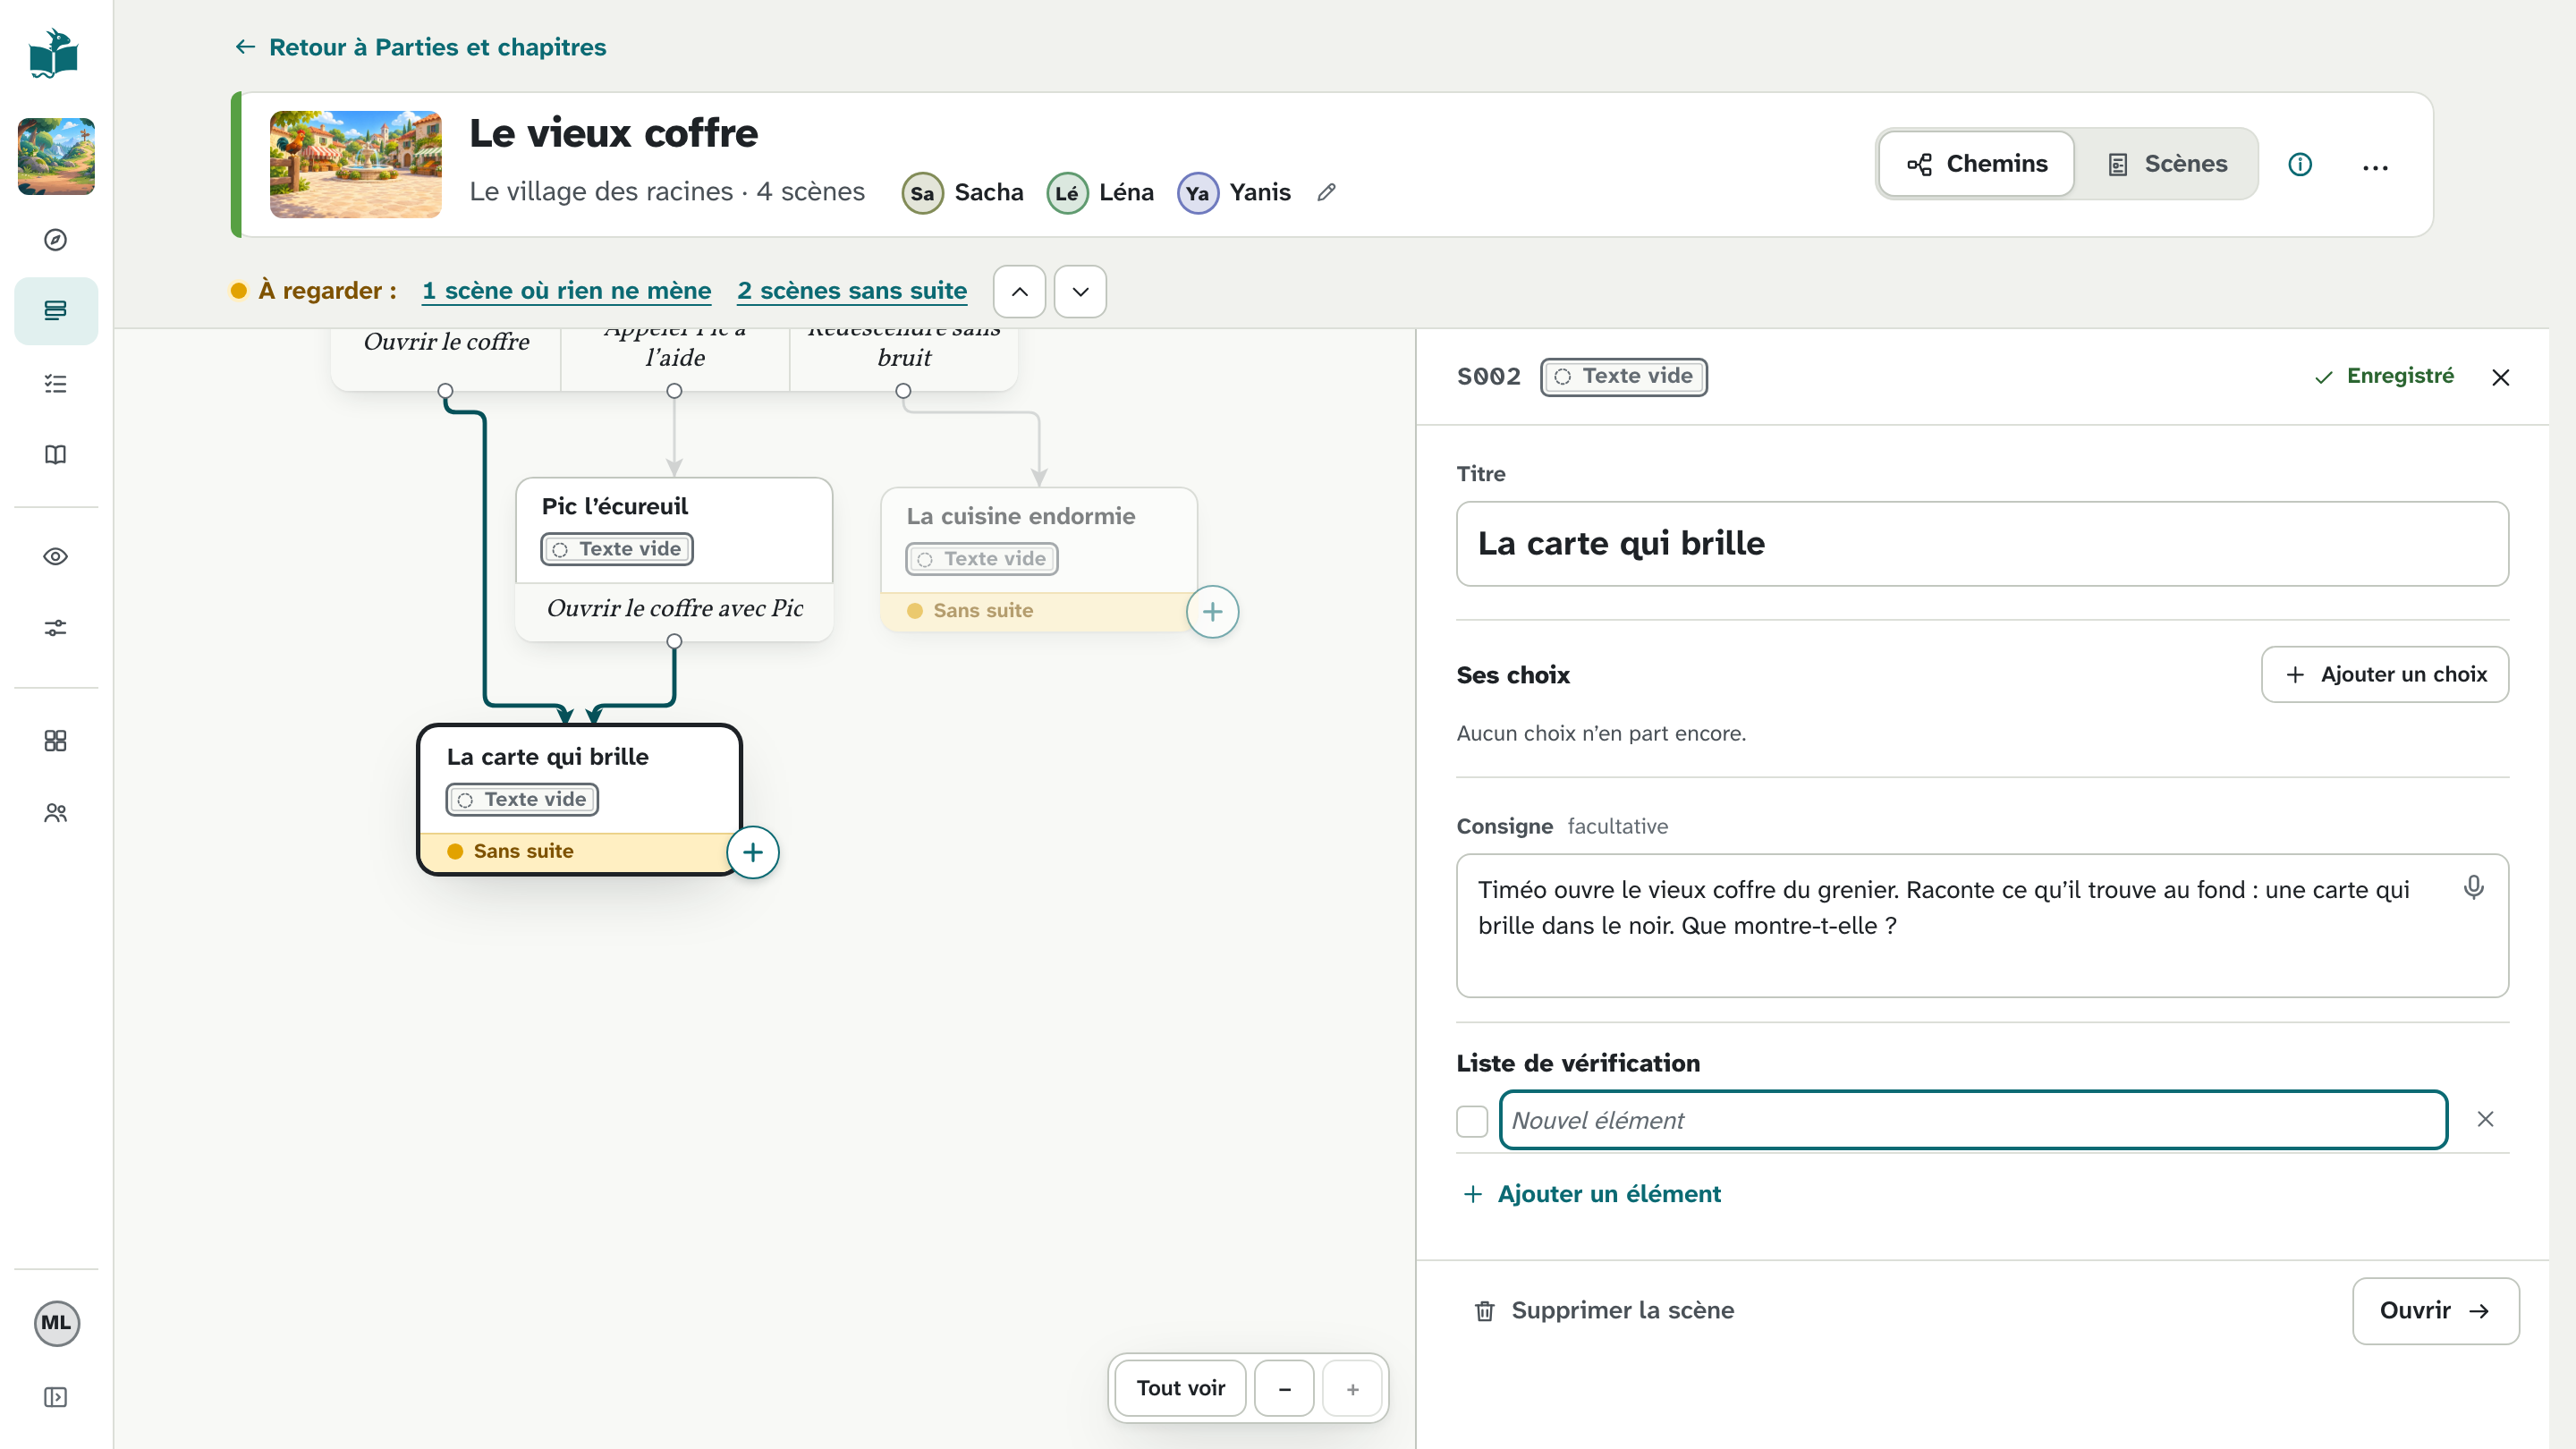 Retour à Parties et chapitres
Le vieux coffre
Le village des racines · 4 scènes
Sa Sacha Lé Léna Ya Yanis
Chemins
Scènes
À regarder : 1 scène où rien ne mène 2 scènes sans suite
Ouvrir le coffre
Appeler Pic à
l’aide
Redescendre sans
bruit
Pic l’écureuil
Texte vide
Ouvrir le coffre avec Pic
La cuisine endormie
Texte vide
Sans suite
La carte qui brille
Texte vide
Sans suite
Tout voir
S002 Texte vide
Enregistré
Titre
La carte qui brille
Ses choix
Ajouter un choix
Aucun choix n’en part encore.
Consigne facultative
Timéo ouvre le vieux coffre du grenier. Raconte ce qu’il trouve au fond : une carte qui
brille dans le noir. Que montre-t-elle ?
Liste de vérification
Nouvel élément
Ajouter un élément
Supprimer la scène
Ouvrir
ML